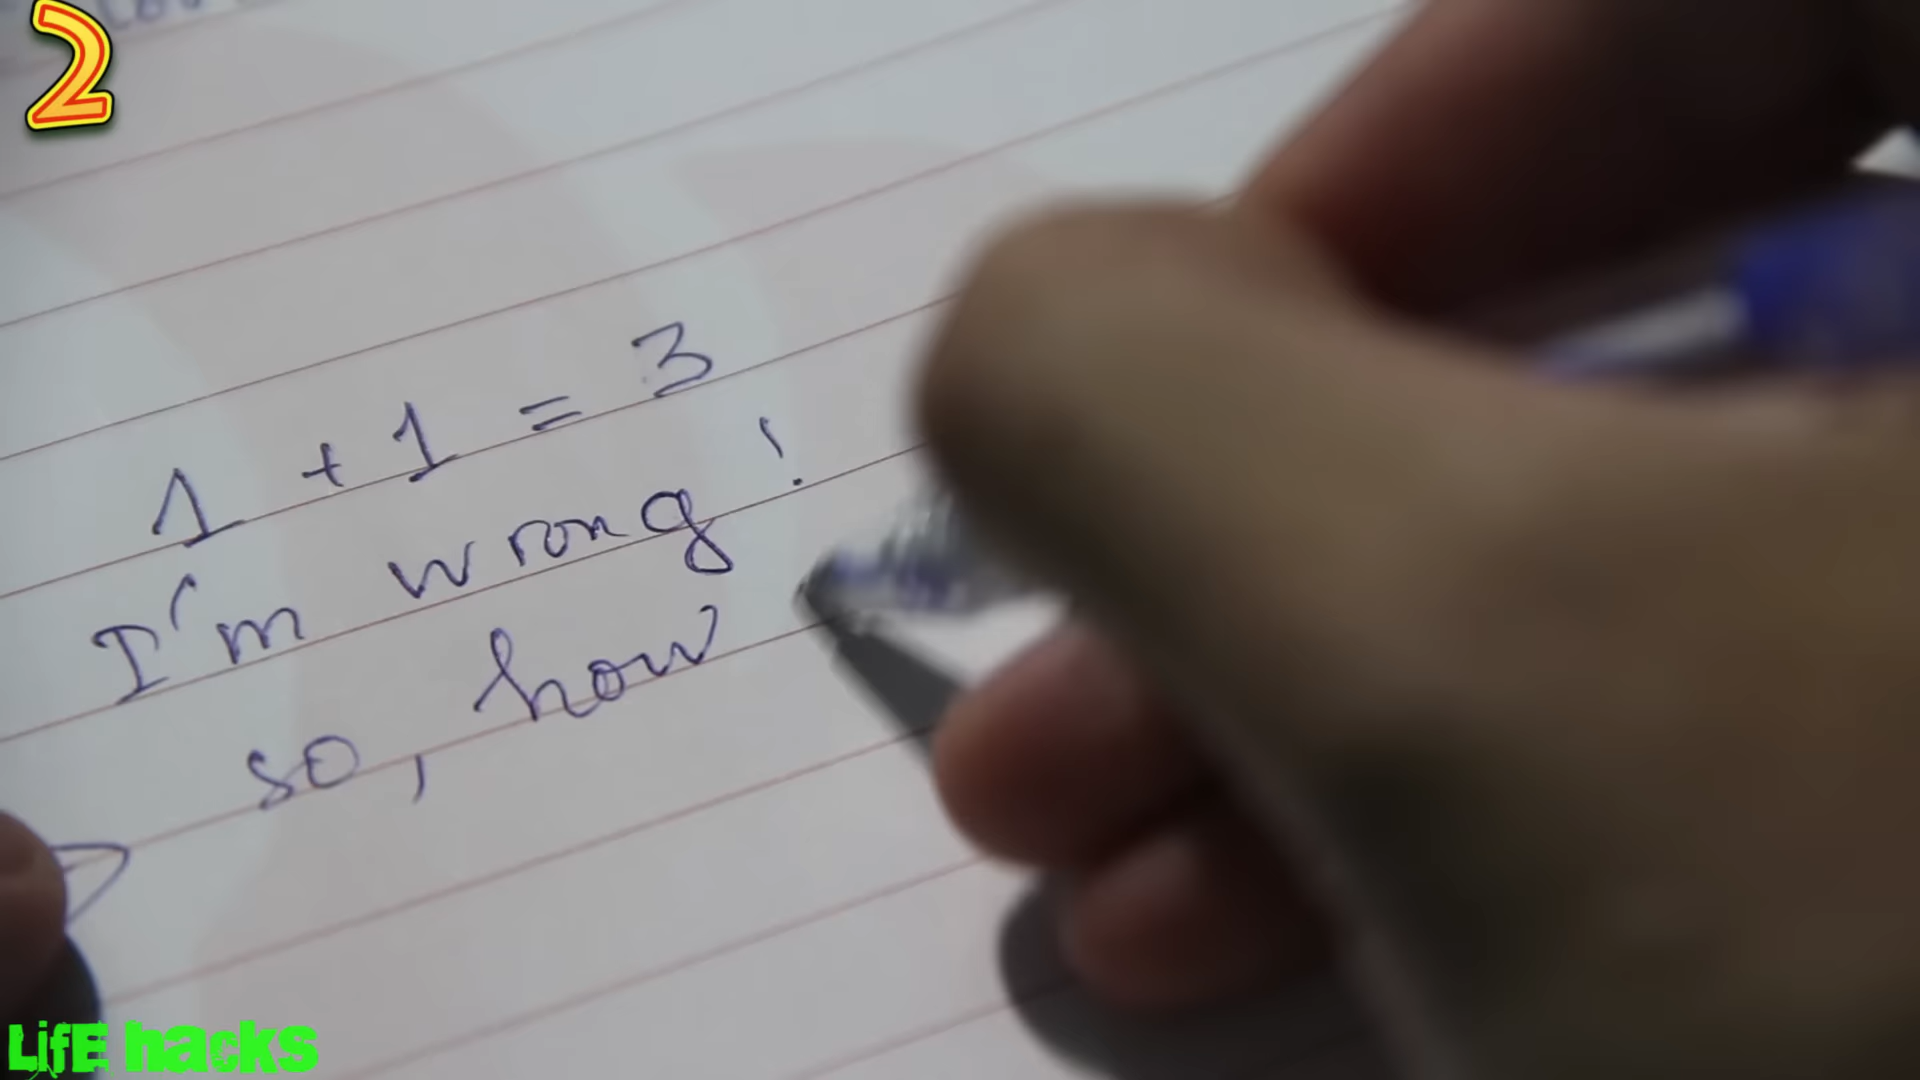 2
1 + 1 = 3
I'm wrong!
so, how
LifE hacks